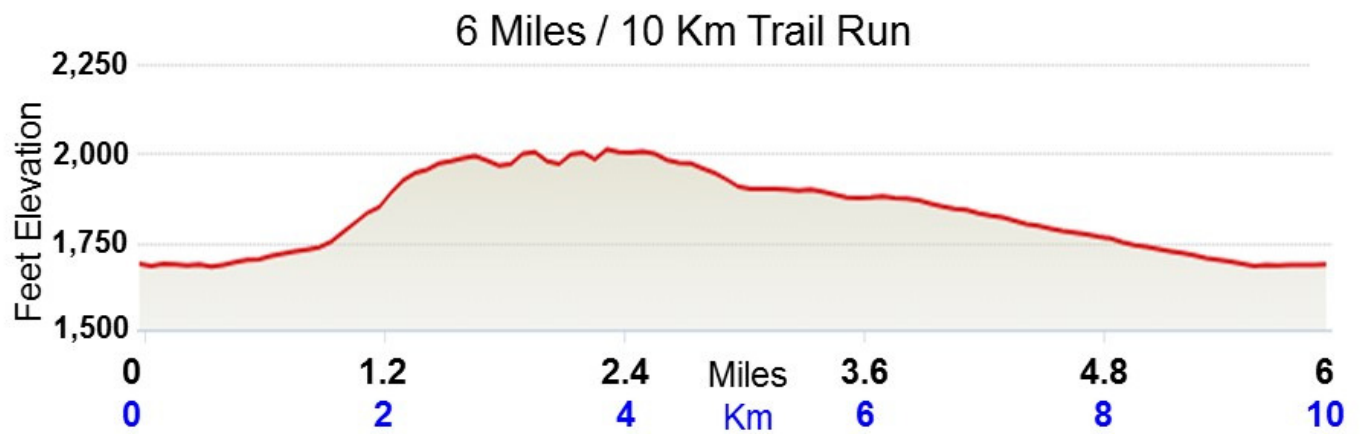 6 Miles / 10 Km Trail Run
2,250
2,000
1,750
1,500
Feet Elevation
0 1.2 2.4 Miles 3.6 4.8 6
0 2 4 Km 6 8 10